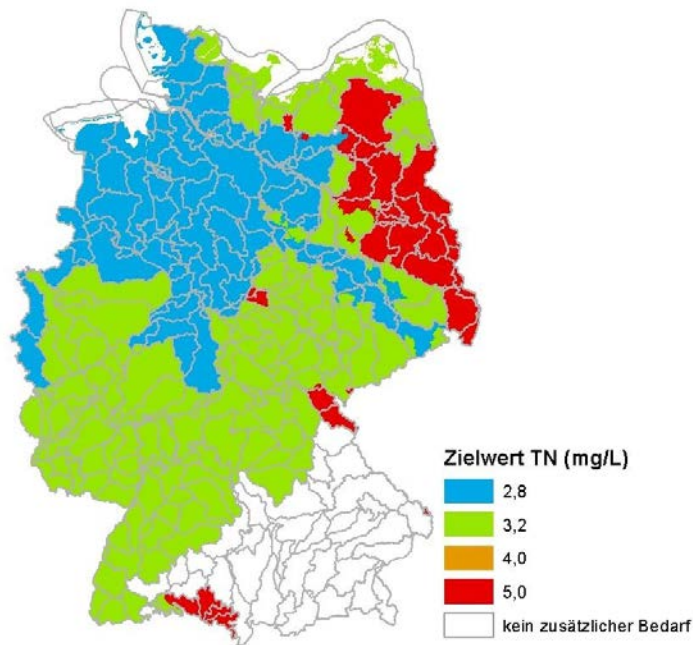 Zielwert TN (mg/L)
2,8
3,2
4,0
5,0
kein zusätzlicher Bedarf